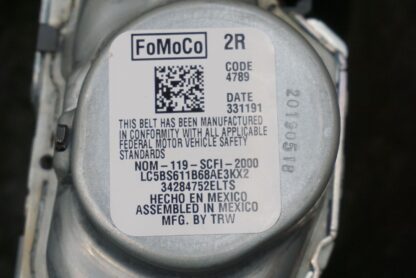 FoMoCo 2R
CODE
4789
DATE
331191
THIS BELT HAS BEEN MANUFACTURED
IN CONFORMITY WITH ALL APPLICABLE
FEDERAL MOTOR VEHICLE SAFETY
STANDARDS
NOM-119-SCFI-2000
LC5BS611B68AE3KX2
34284752ELTS
HECHO EN MEXICO
ASSEMBLED IN MEXICO
MFG. BY TRW
20190518